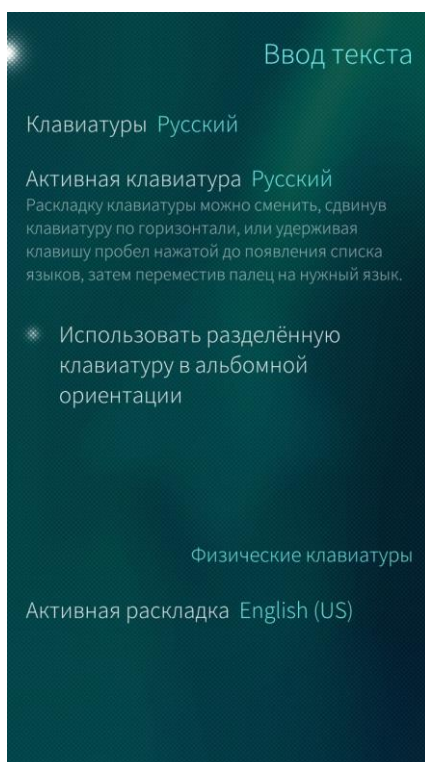 Ввод текста
Клавиатуры Русский
Активная клавиатура Русский
Раскладку клавиатуры можно сменить, сдвинув
клавиатуру по горизонтали, или удерживая
клавишу пробел нажатой до появления списка
языков, затем переместив палец на нужный язык.
Использовать разделённую
клавиатуру в альбомной
ориентации
Физические клавиатуры
Активная раскладка English (US)